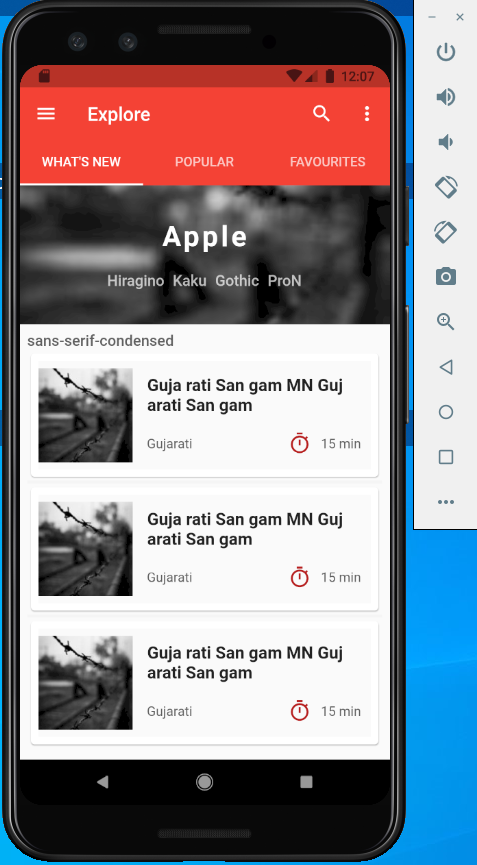 12:07
Explore
WHAT'S NEW POPULAR FAVOURITES
Apple
Hiragino Kaku Gothic ProN
sans-serif-condensed
Guja rati San gam MN Guj
arati San gam
Gujarati 15 min
Guja rati San gam MN Guj
arati San gam
Gujarati 15 min
Guja rati San gam MN Guj
arati San gam
Gujarati 15 min